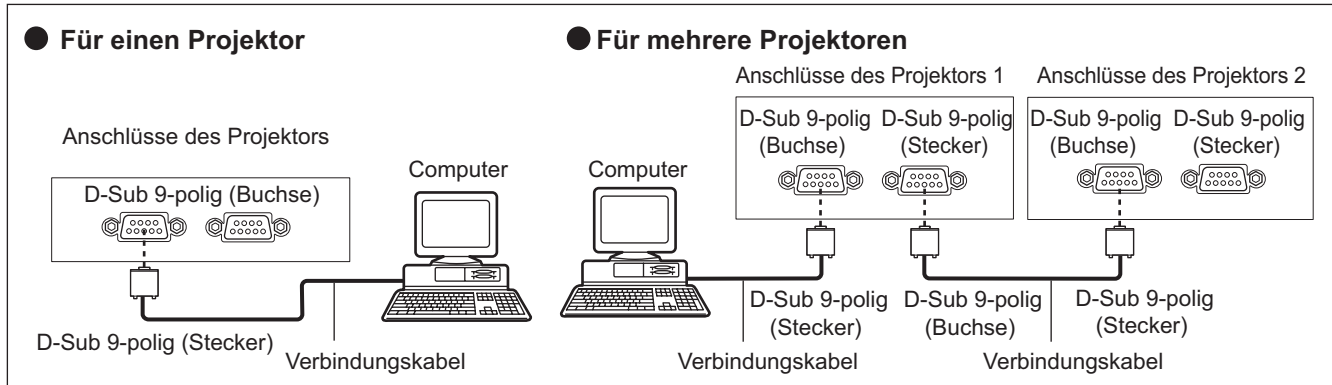 ● Für einen Projektor
Anschlüsse des Projektors
D-Sub 9-polig (Buchse)
Computer
D-Sub 9-polig (Stecker)
Verbindungskabel
● Für mehrere Projektoren
Anschlüsse des Projektors 1
Anschlüsse des Projektors 2
D-Sub 9-polig
(Buchse)
D-Sub 9-polig
(Stecker)
D-Sub 9-polig
(Buchse)
D-Sub 9-polig
(Stecker)
Computer
D-Sub 9-polig
(Stecker)
D-Sub 9-polig
(Buchse)
D-Sub 9-polig
(Stecker)
Verbindungskabel
Verbindungskabel